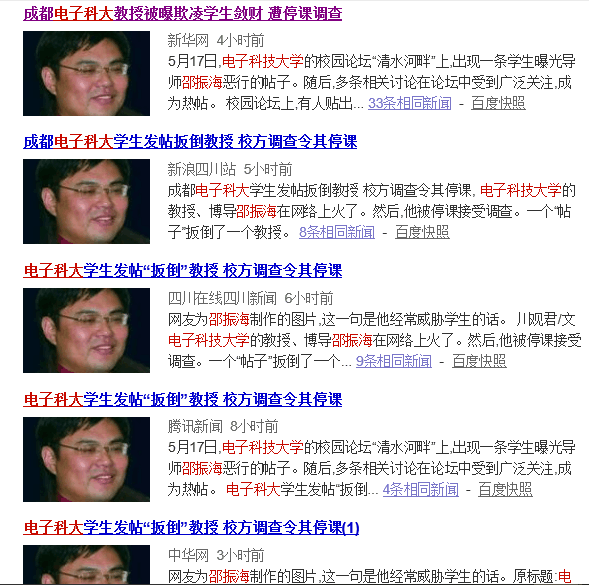 成都电子科大教授被曝欺凌学生敛财 遭停课调查
新华网 4小时前
5月17日,电子科技大学的校园论坛“清水河畔”上,出现一条学生曝光导
师邵振海恶行的帖子。随后,多条相关讨论在论坛中受到广泛关注,成
为热帖。 校园论坛上,有人贴出... 33条相同新闻 - 百度快照
成都电子科大学生发帖扳倒教授 校方调查令其停课
新浪四川站 5小时前
成都电子科大学生发帖扳倒教授 校方调查令其停课, 电子科技大学的
教授、博导邵振海在网络上火了。然后,他被停课接受调查。一个“帖
子”扳倒了一个教授。 8条相同新闻 - 百度快照
电子科大学生发帖“扳倒”教授 校方调查令其停课
四川在线四川新闻 6小时前
网友为邵振海制作的图片,这一句是他经常威胁学生的话。 川观君/文
电子科技大学的教授、博导邵振海在网络上火了。然后,他被停课接受
调查。一个“帖子”扳倒了一个... 9条相同新闻 - 百度快照
电子科大学生发帖“扳倒”教授 校方调查令其停课
腾讯新闻 8小时前
5月17日,电子科技大学的校园论坛“清水河畔”上,出现一条学生曝光导
师邵振海恶行的帖子。随后,多条相关讨论在论坛中受到广泛关注,成
为热帖。 电子科大学生发帖“扳倒... 4条相同新闻 - 百度快照
电子科大学生发帖“扳倒”教授 校方调查令其停课(1)
中华网 3小时前
网友为邵振海制作的图片,这一句是他经常威胁学生的话。原标题:电